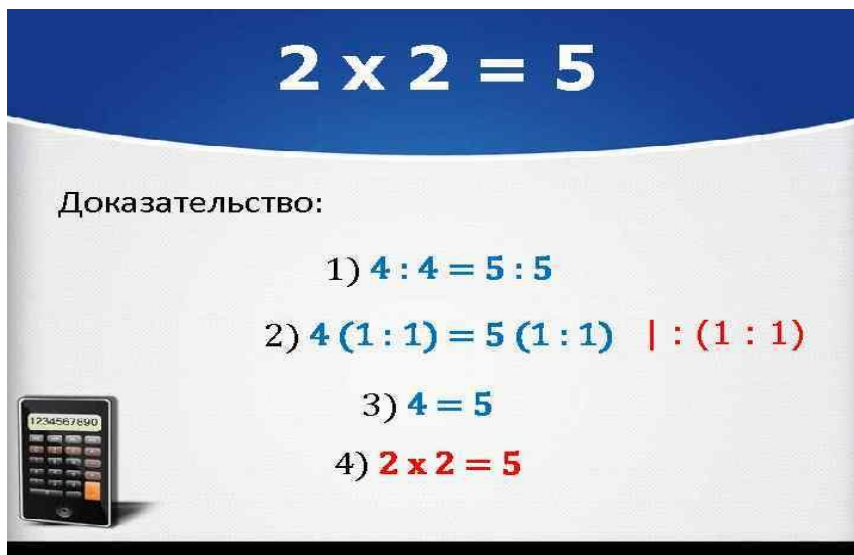 2 x 2 = 5
Доказательство:
1) 4 : 4 = 5 : 5
2) 4 (1 : 1) = 5 (1 : 1) | : (1 : 1)
3) 4 = 5
1234567890
4) 2 x 2 = 5